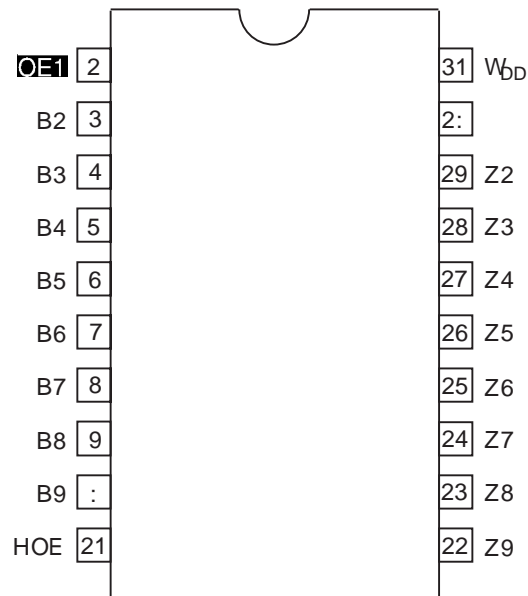 OE1 2 31 WDD
B2 3 2:
B3 4 29 Z2
B4 5 28 Z3
B5 6 27 Z4
B6 7 26 Z5
B7 8 25 Z6
B8 9 24 Z7
B9 : 23 Z8
HOE 21 22 Z9